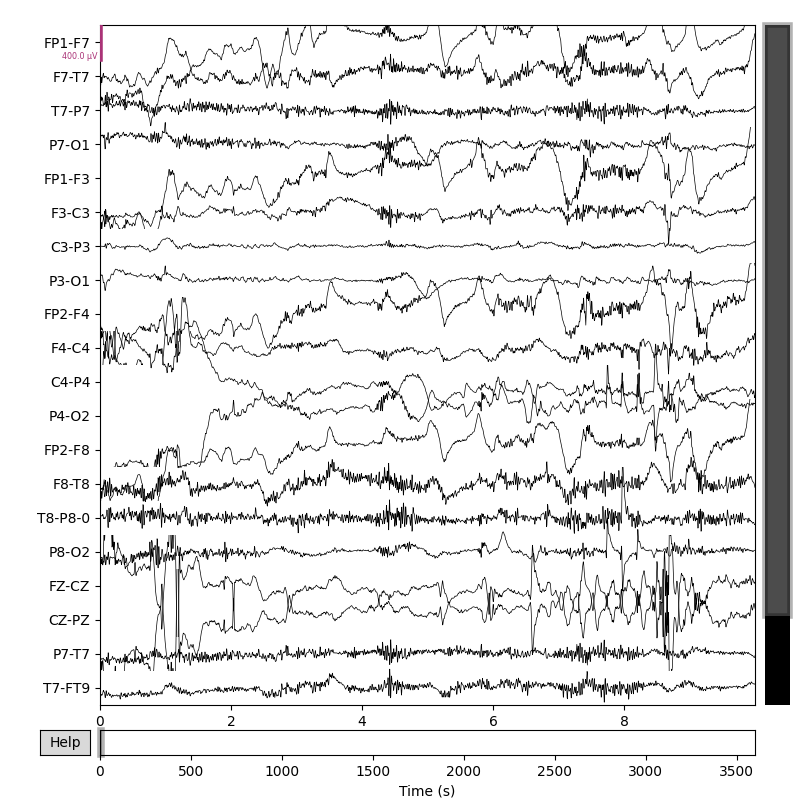 FP1-F7
400.0 µV
F7-T7
T7-P7
P7-O1
FP1-F3
F3-C3
C3-P3
P3-O1
FP2-F4
F4-C4
C4-P4
P4-O2
FP2-F8
F8-T8
T8-P8-0
P8-O2
FZ-CZ
CZ-PZ
P7-T7
T7-FT9
0 2 4 6 8
Help
0 500 1000 1500 2000 2500 3000 3500
Time (s)